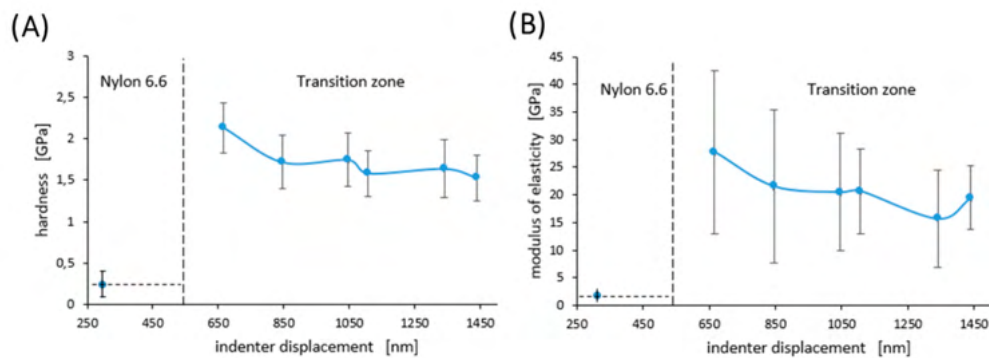 (A)
hardness [GPa]
3
2,5
2
1,5
1
0,5
0
Nylon 6.6 Transition zone
250 450 650 850 1050 1250 1450
indenter displacement [nm]
(B)
modulus of elasticity [GPa]
45
40
35
30
25
20
15
10
5
0
Nylon 6.6 Transition zone
250 450 650 850 1050 1250 1450
indenter displacement [nm]